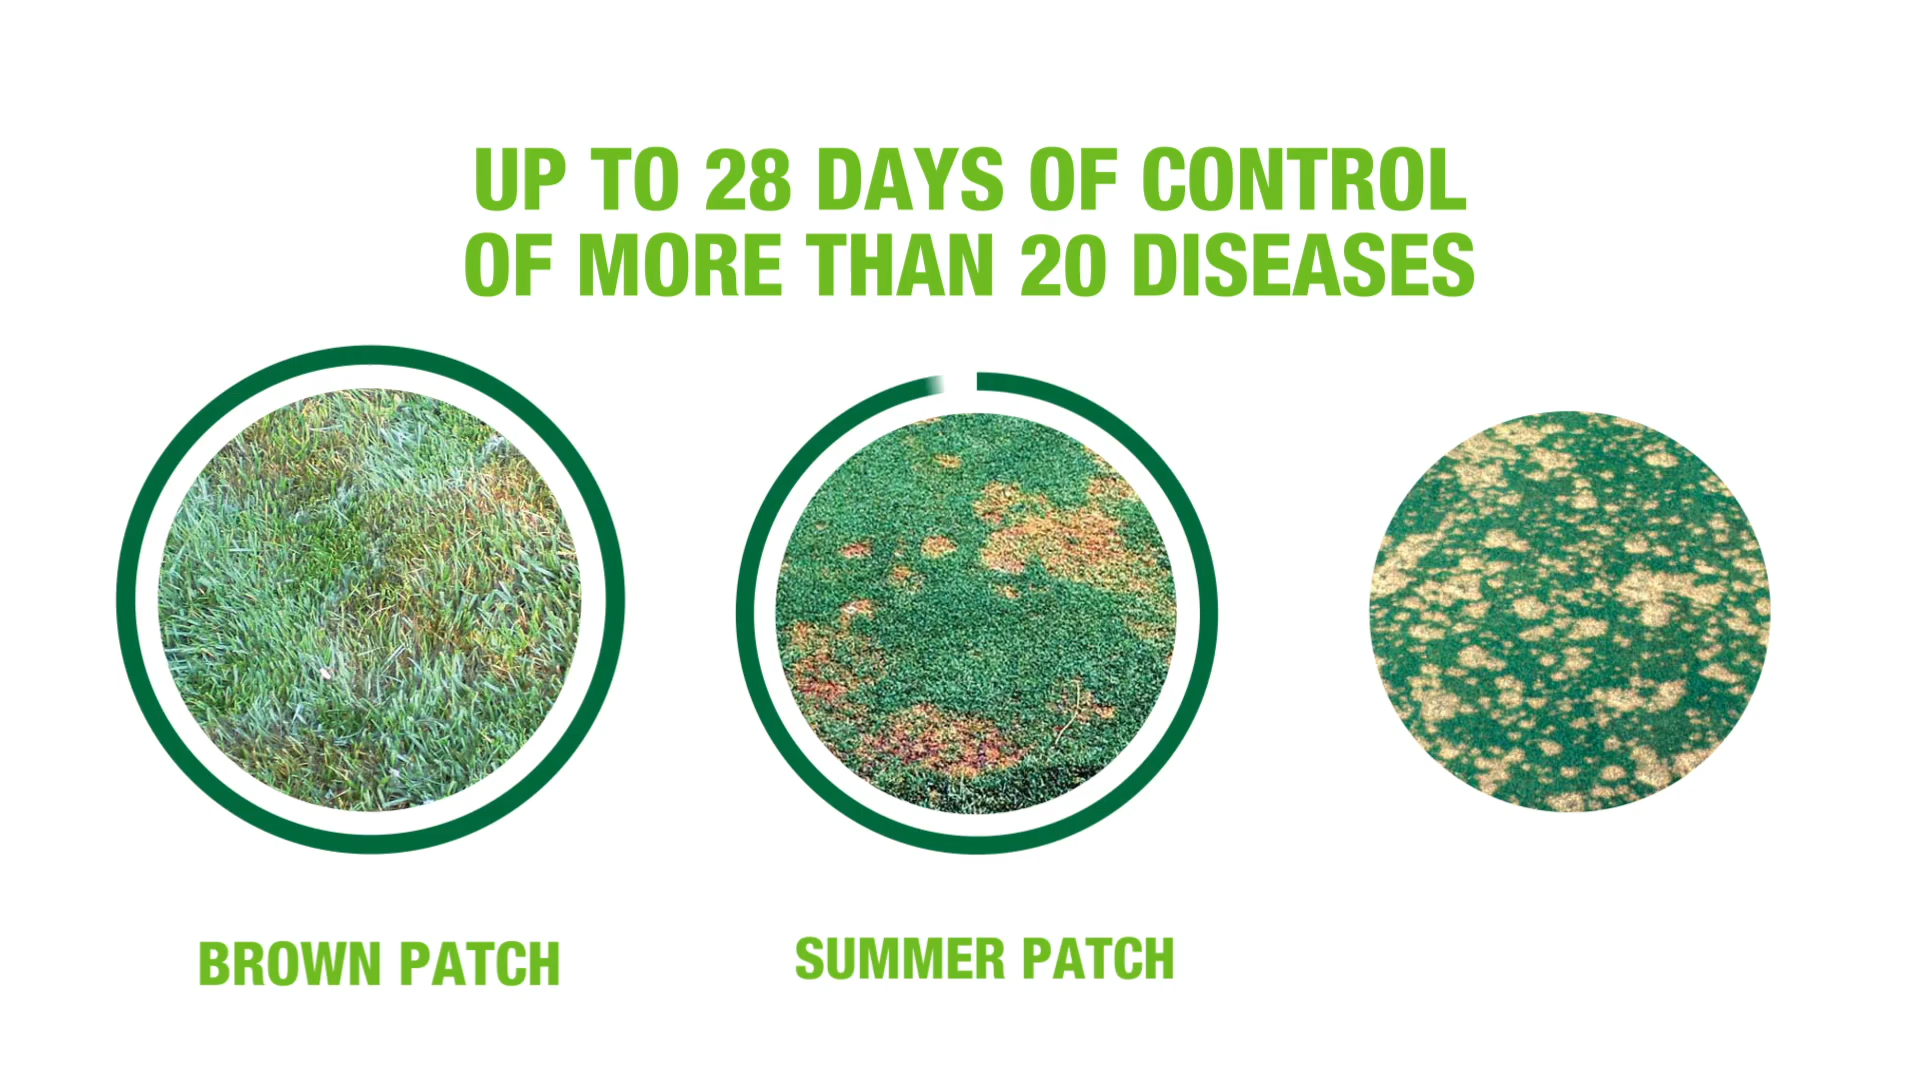 UP TO 28 DAYS OF CONTROL
OF MORE THAN 20 DISEASES
BROWN PATCH
SUMMER PATCH